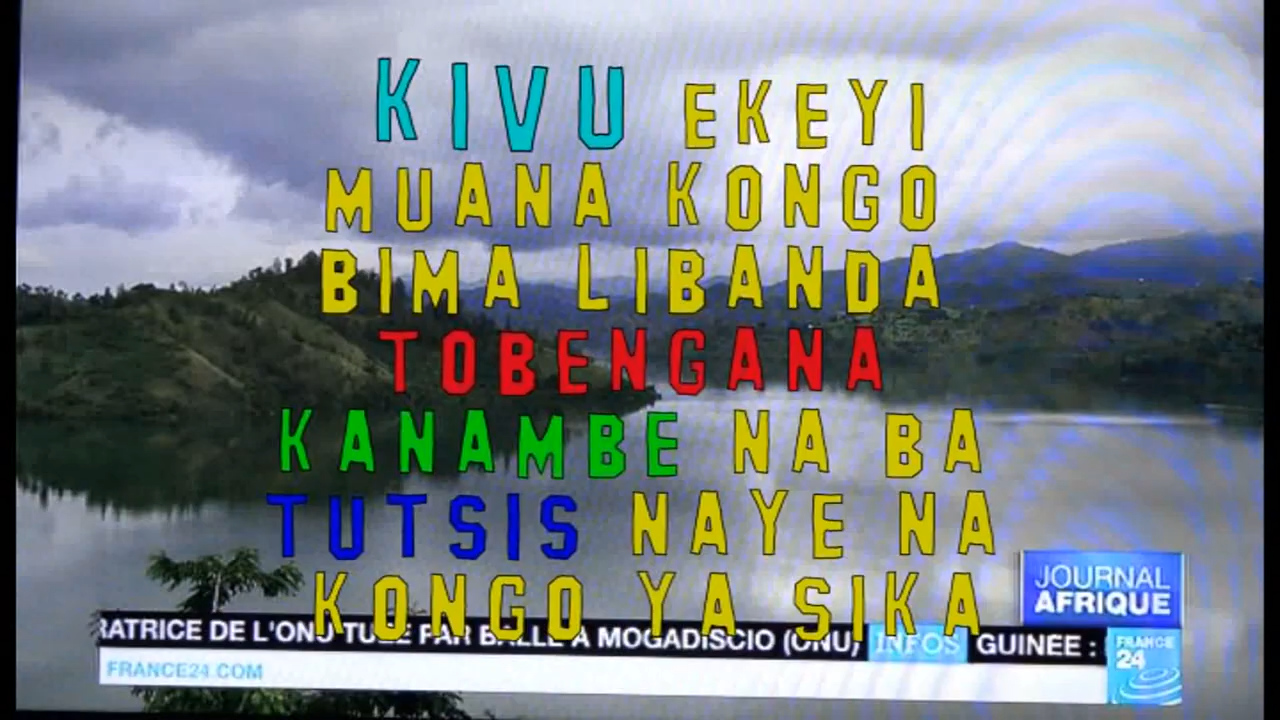 KIVU EKEYI
MUANA KONGO
BIMA LIBANDA
TOBENGANA
KANAMBE NA BA
TUTSIS NAYE NA
KONGO YA SIKA
JOURNAL
AFRIQUE
RATRICE DE L'ONU TUÉE PAR BALLE À MOGADISCIO (ONU) INFOS GUINÉE :
FRANCE
24
FRANCE24.COM